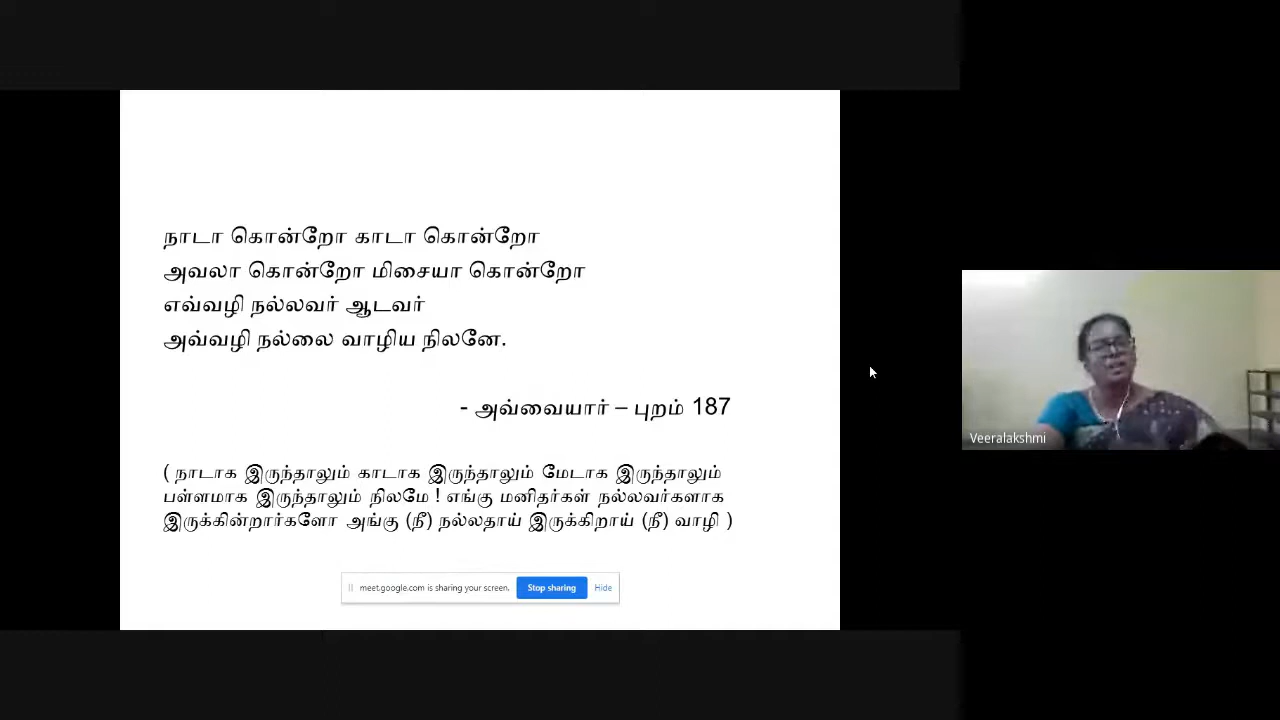 நாடா கொன்றோ காடா கொன்றோ
அவலா கொன்றோ மிசையா கொன்றோ
எவ்வழி நல்லவர் ஆடவர்
அவ்வழி நல்லை வாழிய நிலனே.
- அவ்வையார் – புறம் 187
( நாடாக இருந்தாலும் காடாக இருந்தாலும் மேடாக இருந்தாலும்
பள்ளமாக இருந்தாலும் நிலமே ! எங்கு மனிதர்கள் நல்லவர்களாக
இருக்கின்றார்களோ அங்கு (நீ) நல்லதாய் இருக்கிறாய் (நீ) வாழி )
meet.google.com is sharing your screen. Stop sharing Hide
Veeralakshmi